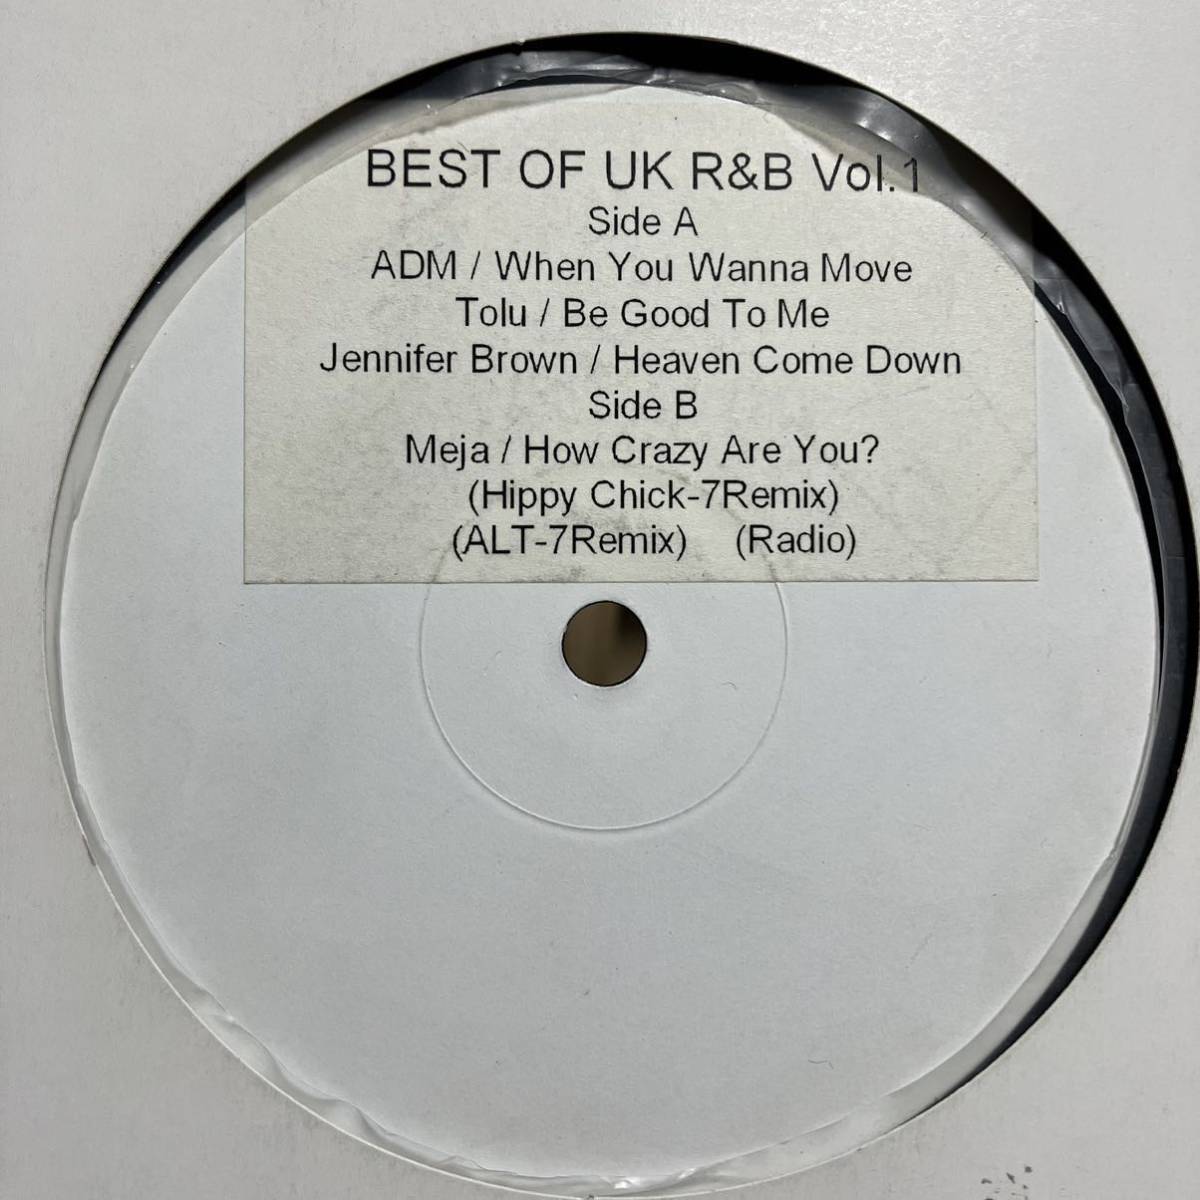 BEST OF UK R&B Vol.1
Side A
ADM / When You Wanna Move
Tolu / Be Good To Me
Jennifer Brown / Heaven Come Down
Side B
Meja / How Crazy Are You?
(Hippy Chick-7Remix)
(ALT-7Remix) (Radio)